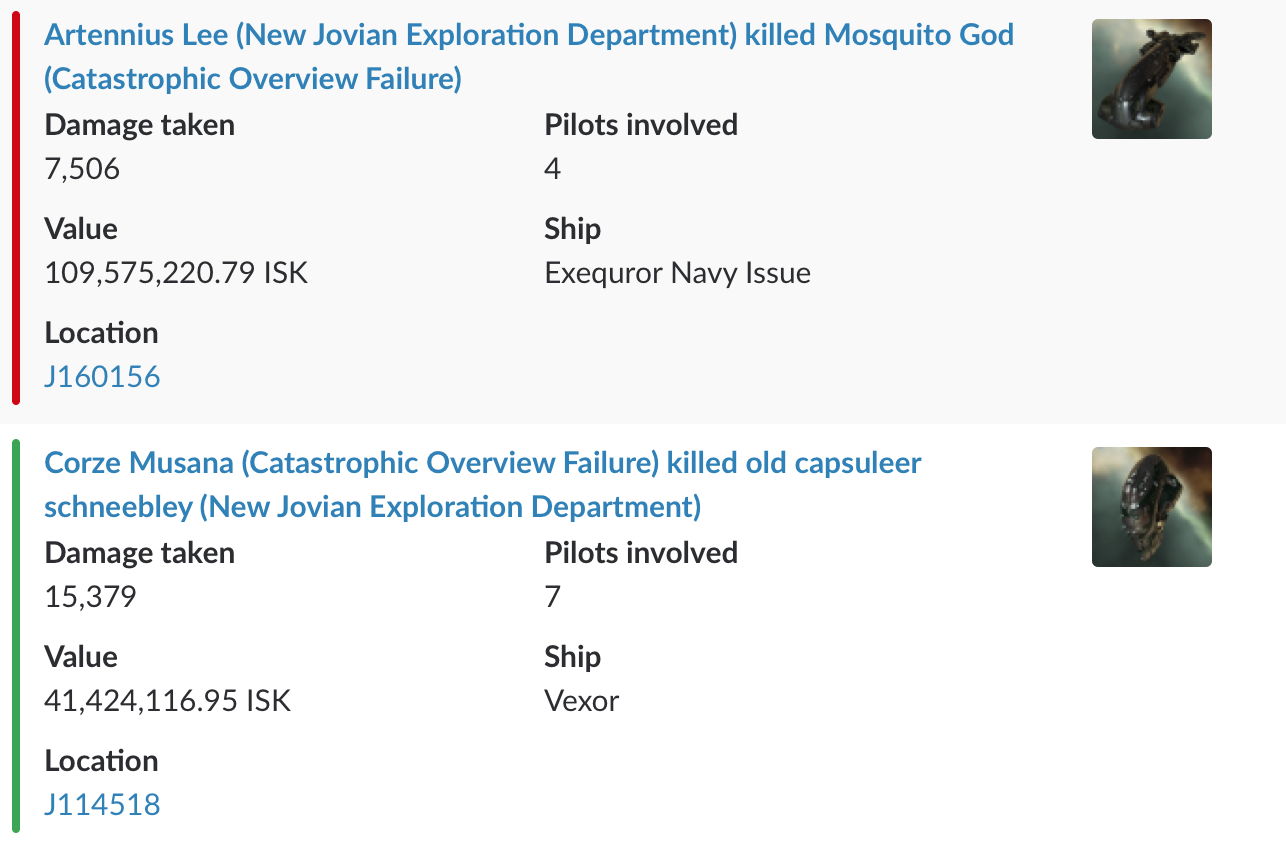 Artennius Lee (New Jovian Exploration Department) killed Mosquito God
(Catastrophic Overview Failure)
Damage taken
Pilots involved
7,506
4
Value
Ship
109,575,220.79 ISK
Exequror Navy Issue
Location
J160156
Corze Musana (Catastrophic Overview Failure) killed old capsuleer
schneebley (New Jovian Exploration Department)
Damage taken
Pilots involved
15,379
7
Value
Ship
41,424,116.95 ISK
Vexor
Location
J114518